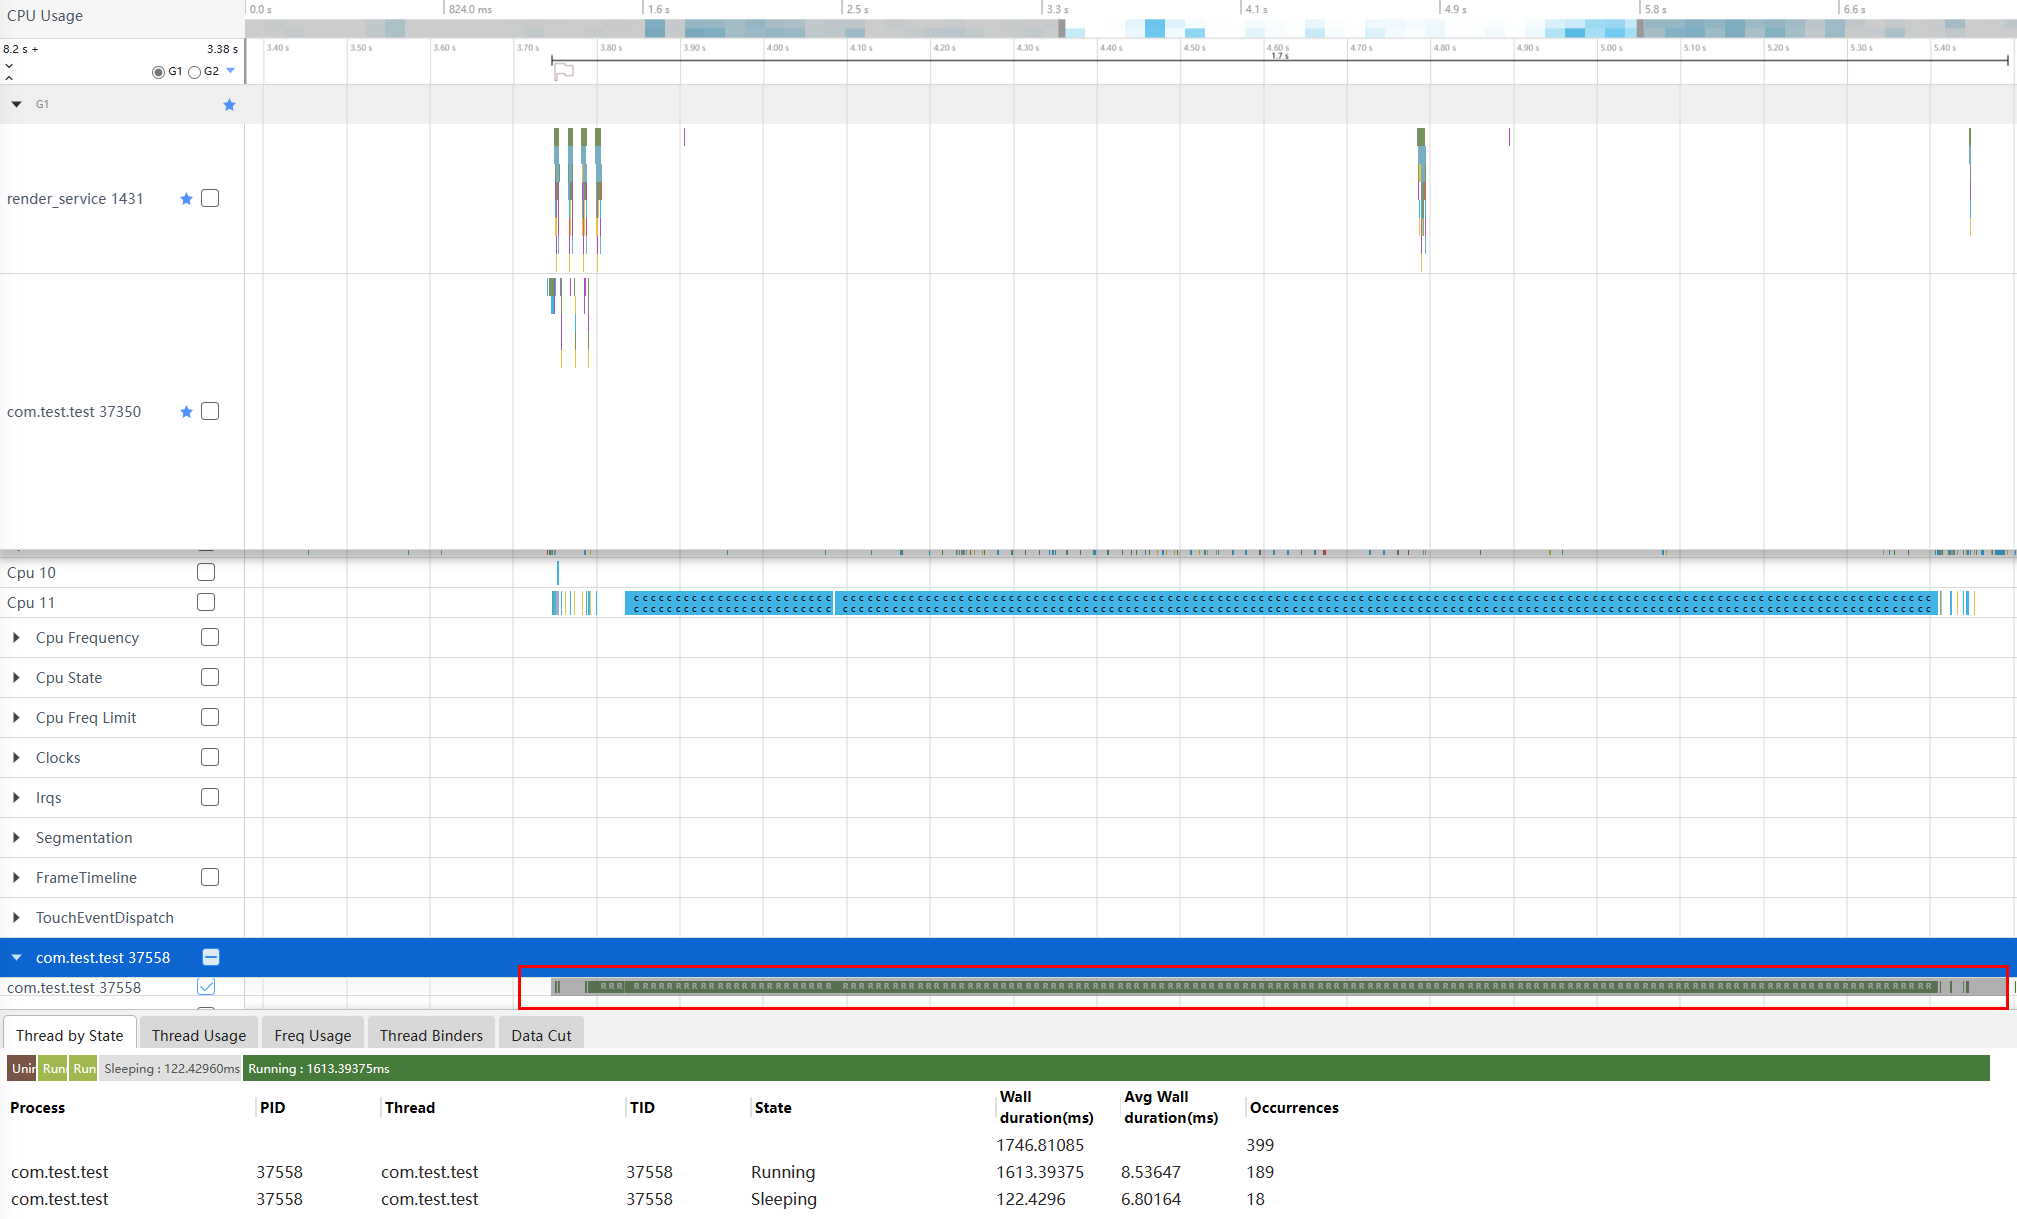 CPU Usage
0.0 s 824.0 ms 1.6 s 2.5 s 3.3 s 4.1 s 4.9 s 5.8 s 6.6 s
8.2 s + 3.38 s
3.40 s 3.50 s 3.60 s 3.70 s 3.80 s 3.90 s 4.00 s 4.10 s 4.20 s 4.30 s 4.40 s 4.50 s 4.60 s 4.70 s 4.80 s 4.90 s 5.00 s 5.10 s 5.20 s 5.30 s 5.40 s
1.7 s
G1 G2
G1
render_service 1431
com.test.test 37350
Cpu 10
Cpu 11
Cpu Frequency
Cpu State
Cpu Freq Limit
Clocks
Irqs
Segmentation
FrameTimeline
TouchEventDispatch
com.test.test 37558
com.test.test 37558
Thread by State Thread Usage Freq Usage Thread Binders Data Cut
Unir Run Run Sleeping : 122.42960ms Running : 1613.39375ms
Process PID Thread TID State Wall duration(ms) Avg Wall duration(ms) Occurrences
1746.81085 399
com.test.test 37558 com.test.test 37558 Running 1613.39375 8.53647 189
com.test.test 37558 com.test.test 37558 Sleeping 122.4296 6.80164 18